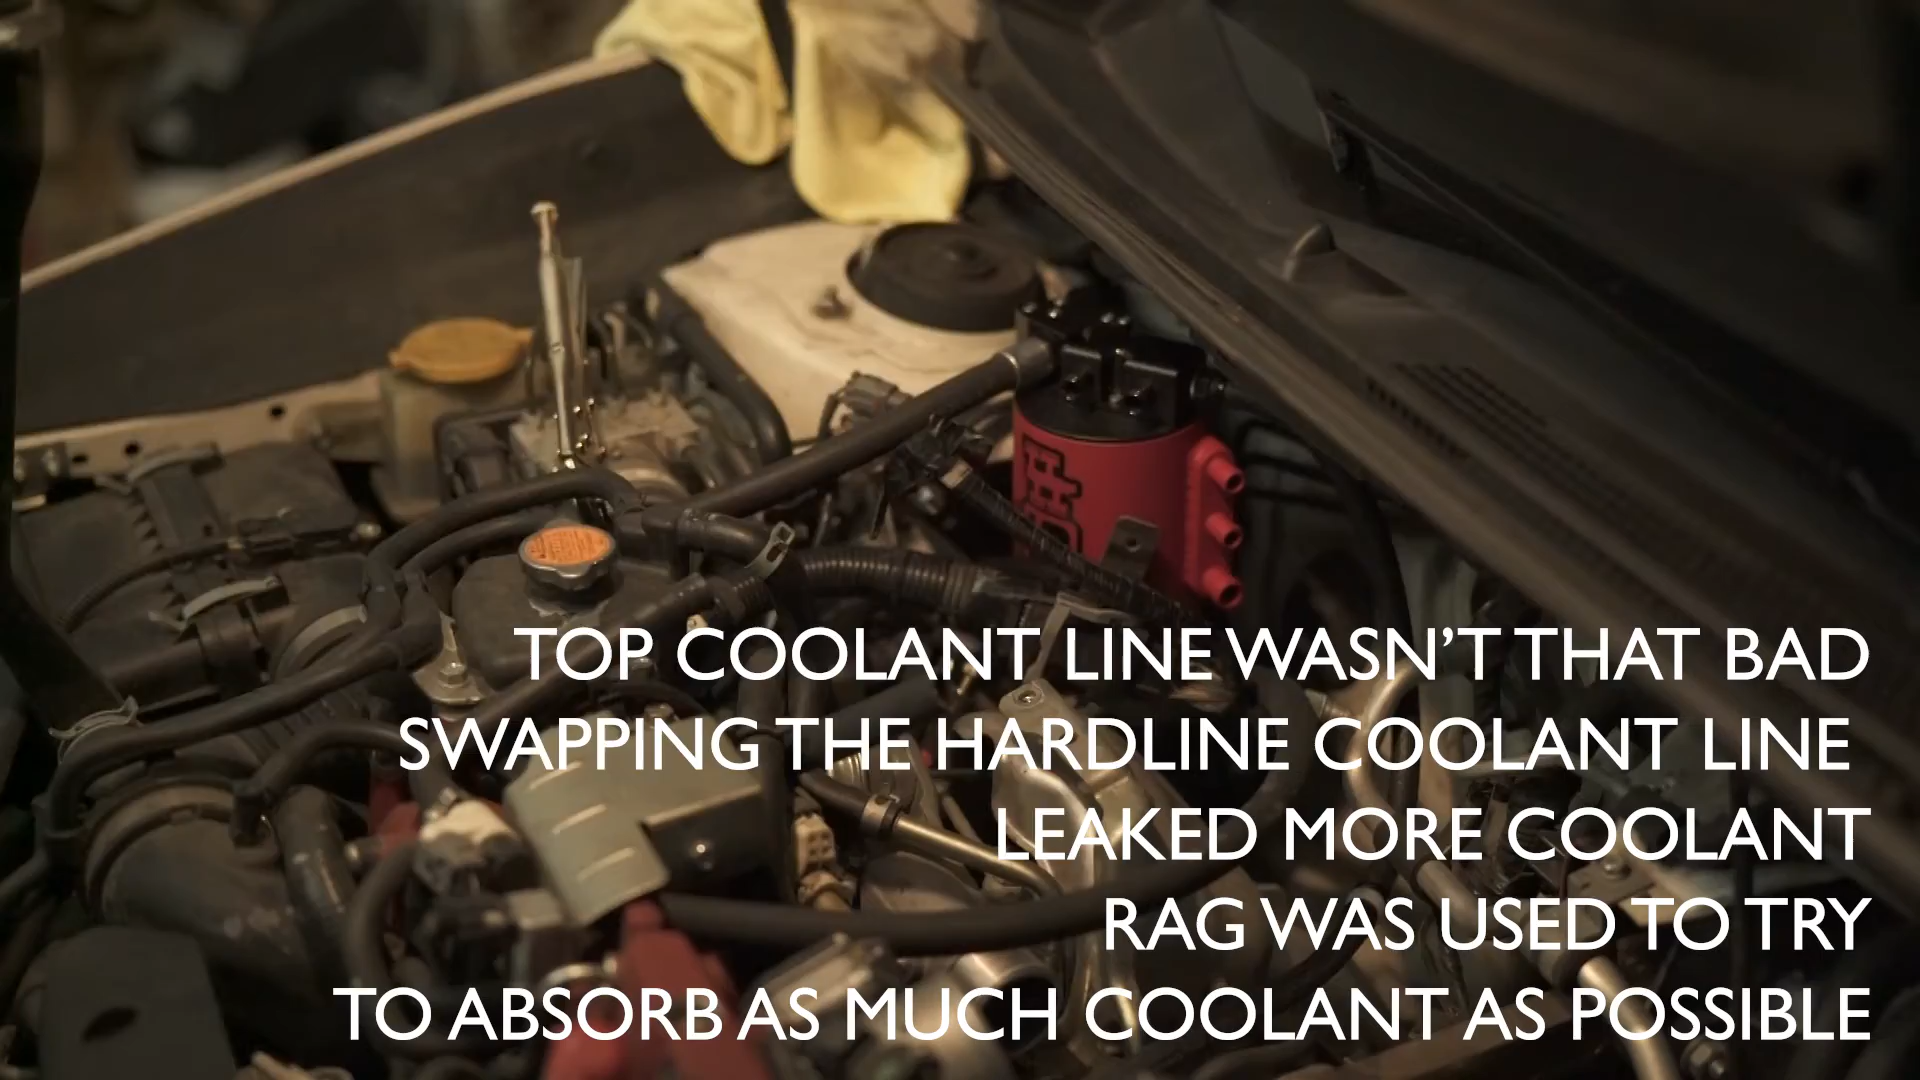 TOP COOLANT LINE WASN’T THAT BAD
SWAPPING THE HARDLINE COOLANT LINE
LEAKED MORE COOLANT
RAG WAS USED TO TRY
TO ABSORB AS MUCH COOLANT AS POSSIBLE